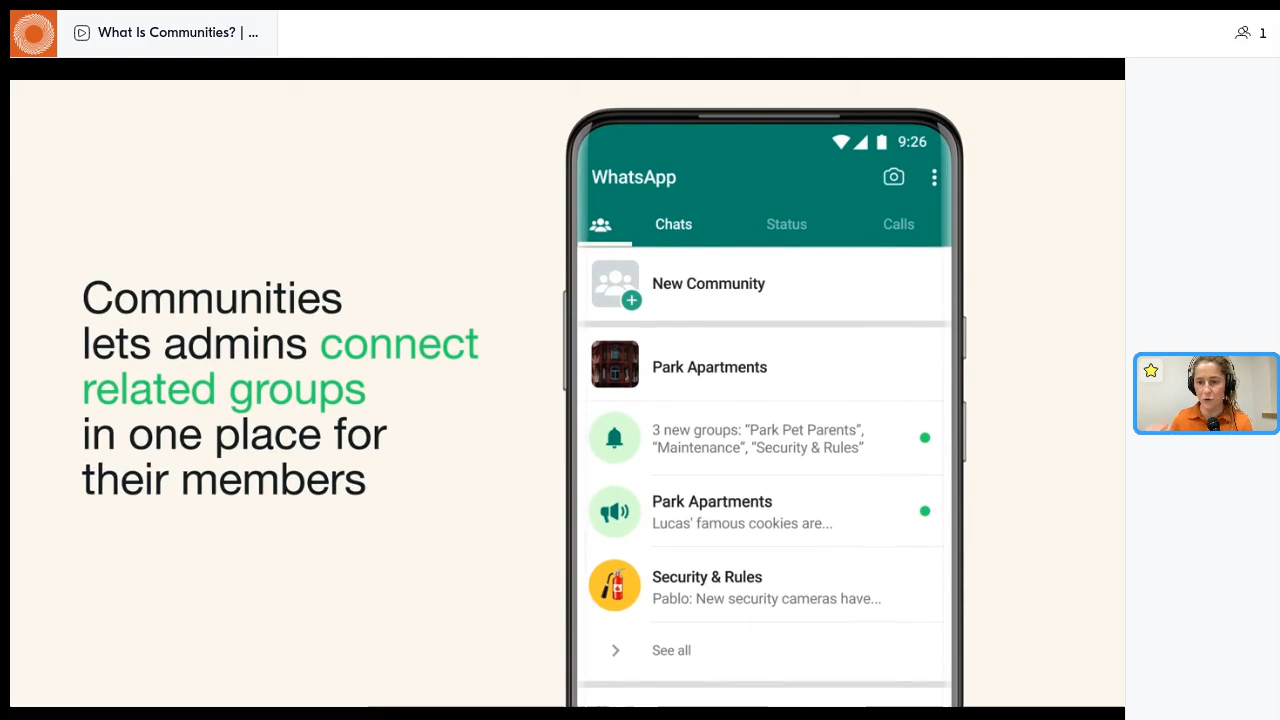 What Is Communities? | ...
1
Communities
lets admins connect
related groups
in one place for
their members
9:26
WhatsApp
Chats
Status
Calls
New Community
Park Apartments
3 new groups: “Park Pet Parents”,
“Maintenance”, “Security & Rules”
Park Apartments
Lucas' famous cookies are...
Security & Rules
Pablo: New security cameras have...
See all